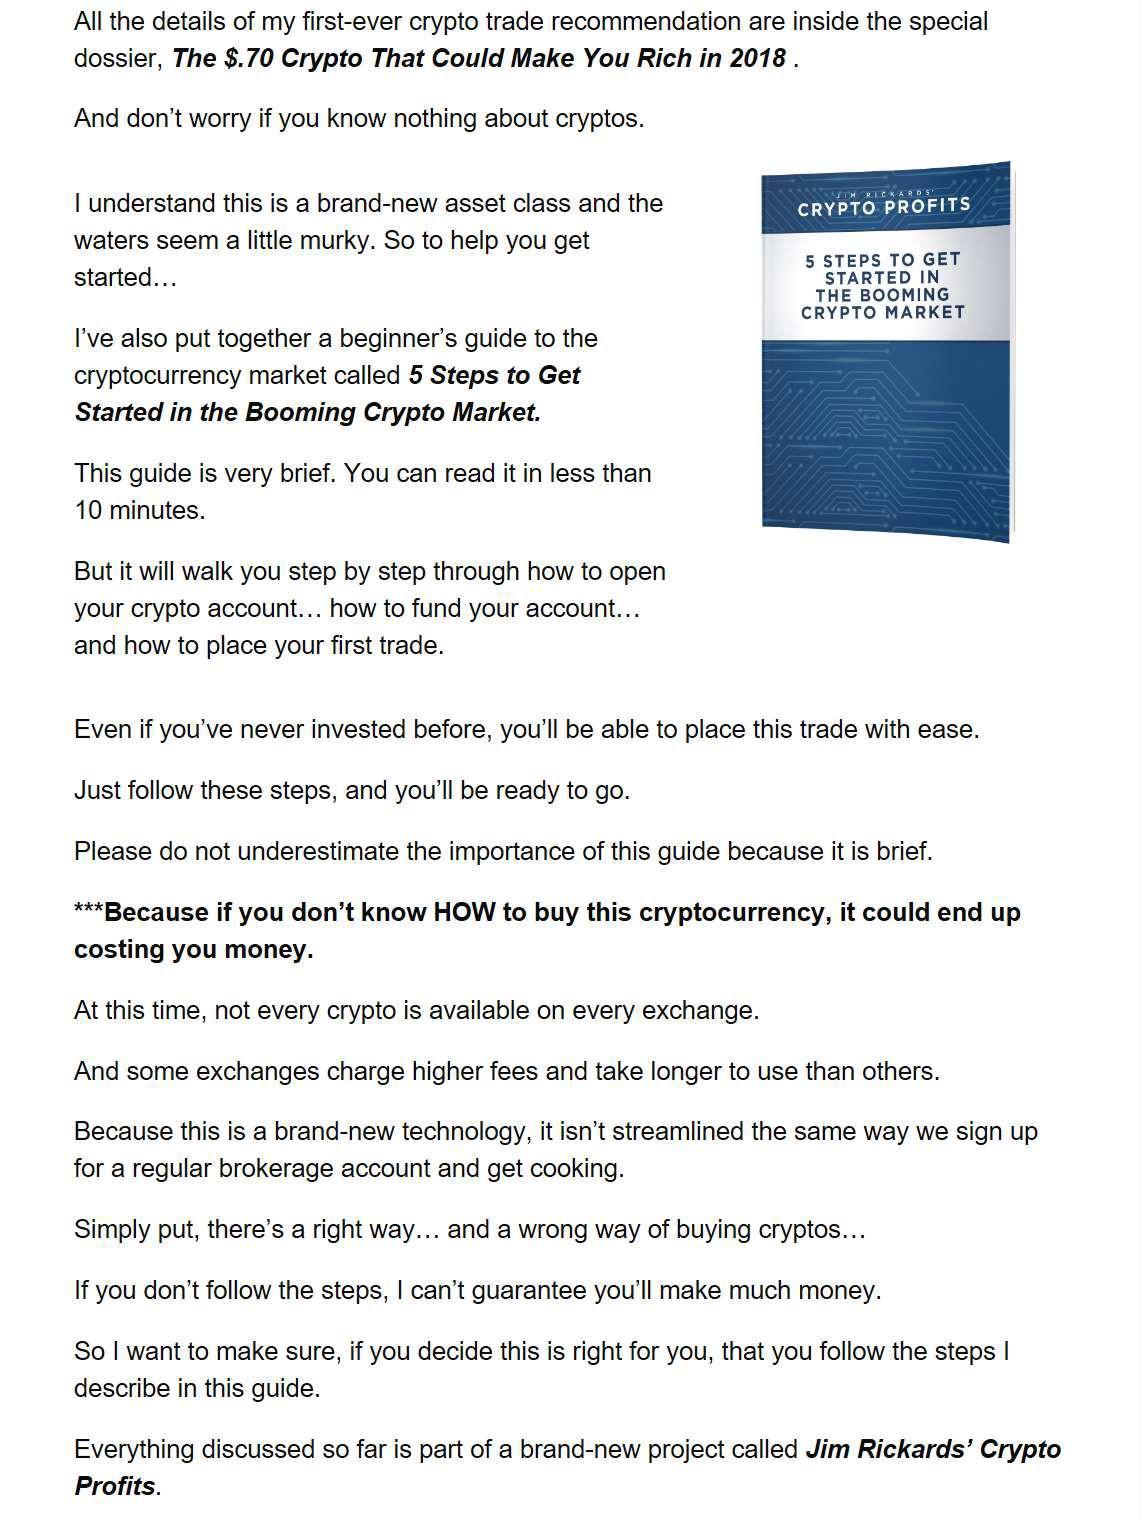 All the details of my first-ever crypto trade recommendation are inside the special
dossier, The $.70 Crypto That Could Make You Rich in 2018 .
And don’t worry if you know nothing about cryptos.
I understand this is a brand-new asset class and the
waters seem a little murky. So to help you get
started…
I’ve also put together a beginner’s guide to the
cryptocurrency market called 5 Steps to Get
Started in the Booming Crypto Market.
This guide is very brief. You can read it in less than
10 minutes.
But it will walk you step by step through how to open
your crypto account… how to fund your account…
and how to place your first trade.
JIM RICKARDS’
CRYPTO PROFITS
5 STEPS TO GET
STARTED IN
THE BOOMING
CRYPTO MARKET
Even if you’ve never invested before, you’ll be able to place this trade with ease.
Just follow these steps, and you’ll be ready to go.
Please do not underestimate the importance of this guide because it is brief.
***Because if you don’t know HOW to buy this cryptocurrency, it could end up
costing you money.
At this time, not every crypto is available on every exchange.
And some exchanges charge higher fees and take longer to use than others.
Because this is a brand-new technology, it isn’t streamlined the same way we sign up
for a regular brokerage account and get cooking.
Simply put, there’s a right way… and a wrong way of buying cryptos…
If you don’t follow the steps, I can’t guarantee you’ll make much money.
So I want to make sure, if you decide this is right for you, that you follow the steps I
describe in this guide.
Everything discussed so far is part of a brand-new project called Jim Rickards’ Crypto
Profits.